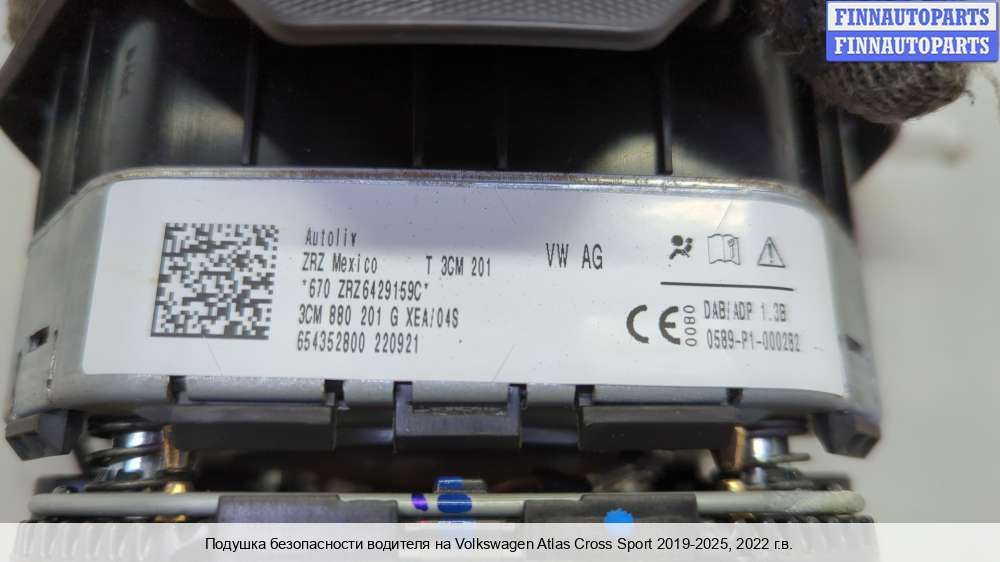 FINNAUTOPARTS
FINNAUTOPARTS
Autoliv
ZRZ Mexico T 3CM 201
*670 ZRZ6429159C*
3CM 880 201 G XEA/04S
654352800 220921
VW AG
CE 0080
DAB/ADP 1.3B
0589-P1-000282
Подушка безопасности водителя на Volkswagen Atlas Cross Sport 2019-2025, 2022 г.в.